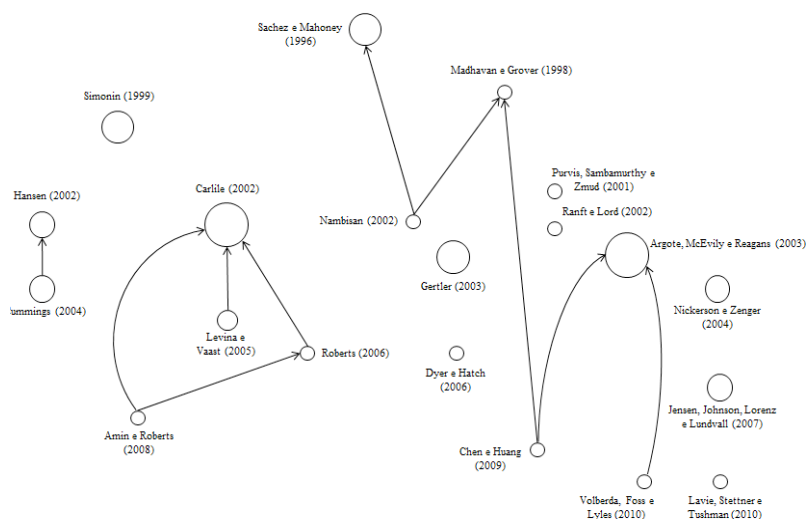 Sachez e Mahoney
(1996)
Madhavan e Grover (1998)
Simonin (1999)
Purvis, Sambamurthy e
Zmud (2001)
Hansen (2002)
Carlile (2002)
Ranft e Lord (2002)
Nambisan (2002)
Argote, McEvily e Reagans (2003)
Gertler (2003)
ummings (2004)
Nickerson e Zenger
(2004)
Levina e
Vaast (2005)
Roberts (2006)
Dyer e Hatch
(2006)
Jensen, Johnson, Lorenz
e Lundvall (2007)
Amin e Roberts
(2008)
Chen e Huang
(2009)
Volberda, Foss e
Lyles (2010)
Lavie, Stettner e
Tushman (2010)